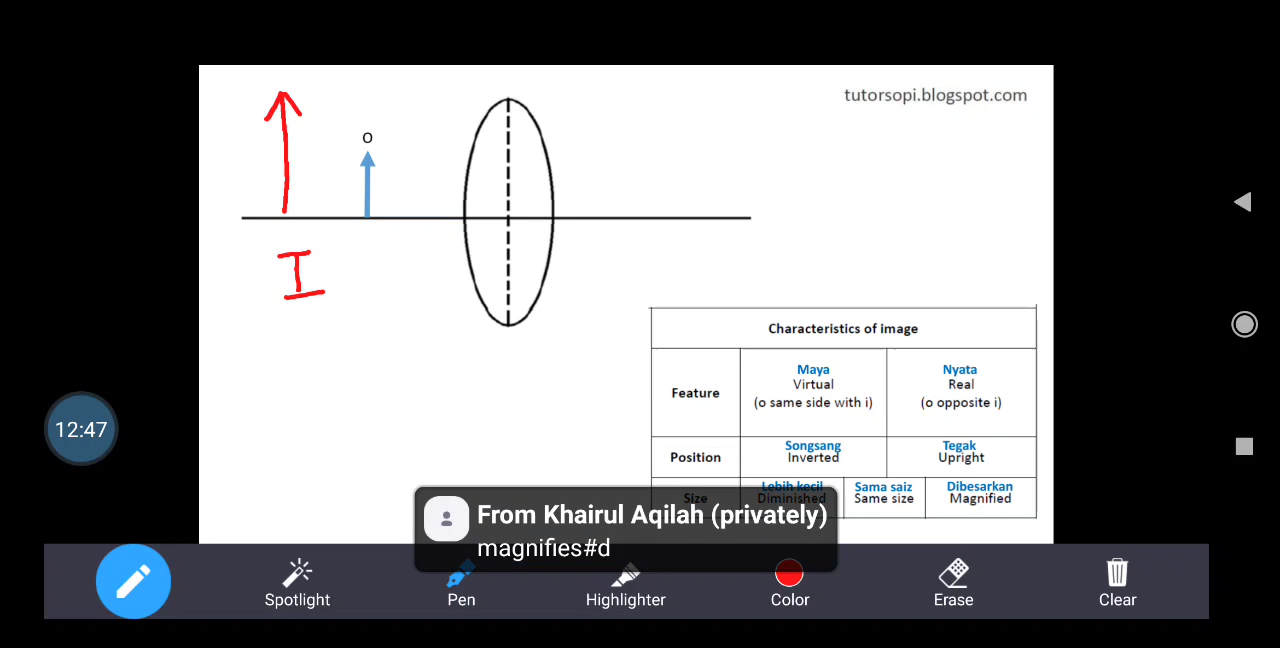 tutorsopi.blogspot.com
O
I
Characteristics of image
Feature
Maya
Virtual
(o same side with i)
Nyata
Real
(o opposite i)
Position
Songsang
Inverted
Tegak
Upright
Size
Lebih kecil
Diminished
Sama saiz
Same size
Dibesarkan
Magnified
12:47
From Khairul Aqilah (privately)
magnifies#d
Spotlight
Pen
Highlighter
Color
Erase
Clear